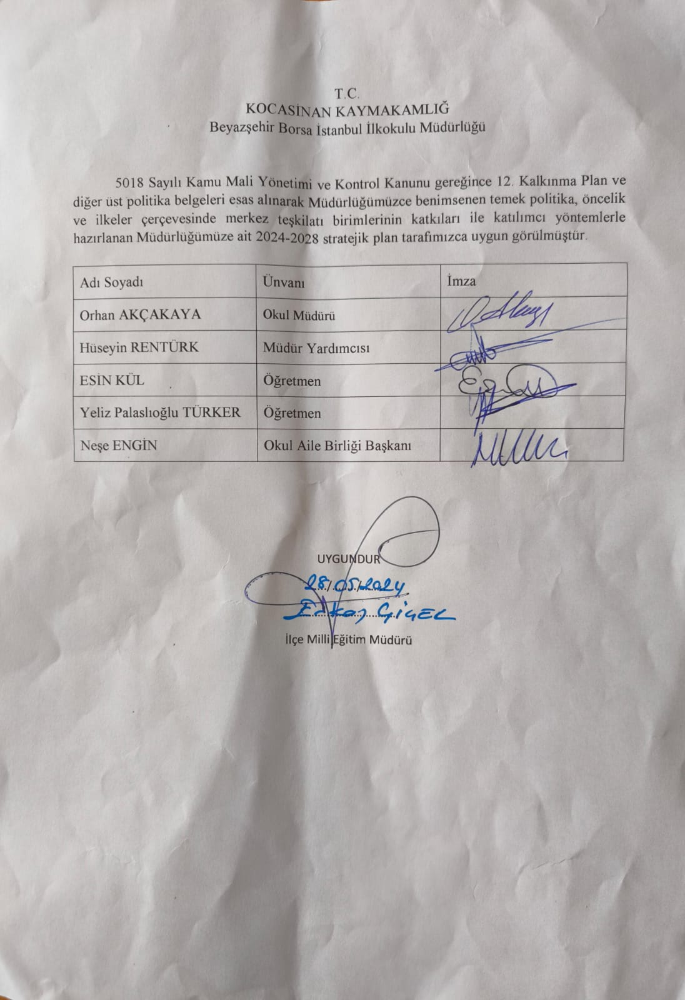 T.C.
KOCASİNAN KAYMAKAMLIĞ
Beyazşehir Borsa İstanbul İlkokulu Müdürlüğü
5018 Sayılı Kamu Mali Yönetimi ve Kontrol Kanunu gereğince 12. Kalkınma Plan ve
diğer üst politika belgeleri esas alınarak Müdürlüğümüzce benimsenen temek politika, öncelik
ve ilkeler çerçevesinde merkez teşkilatı birimlerinin katkıları ile katılımcı yöntemlerle
hazırlanan Müdürlüğümüze ait 2024-2028 stratejik plan tarafımızca uygun görülmüştür.
Adı Soyadı Ünvanı İmza
Orhan AKÇAKAYA Okul Müdürü
Hüseyin RENTÜRK Müdür Yardımcısı
ESİN KÜL Öğretmen
Yeliz Palaslıoğlu TÜRKER Öğretmen
Neşe ENGİN Okul Aile Birliği Başkanı
UYGUNDUR
28/05/2024
İlçe Milli Eğitim Müdürü